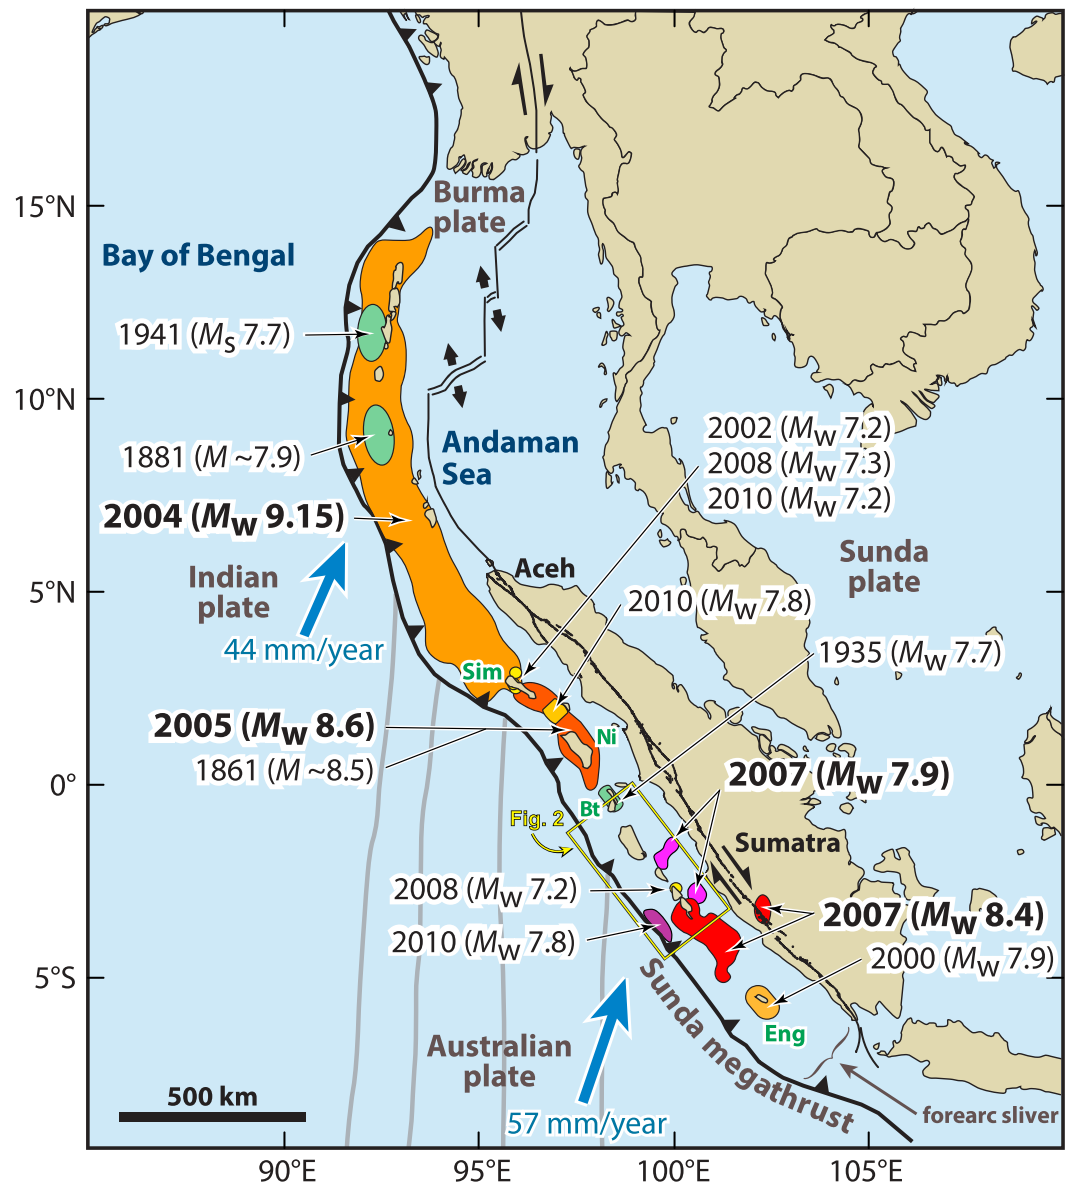 15°N
10°N
5°N
0°
5°S
90°E
95°E
100°E
105°E
Burma
plate
Bay of Bengal
1941 (MS 7.7)
1881 (M ~7.9)
Andaman
Sea
2002 (MW 7.2)
2008 (MW 7.3)
2010 (MW 7.2)
2004 (MW 9.15)
Sunda
plate
Aceh
Indian
plate
44 mm/year
2010 (MW 7.8)
1935 (MW 7.7)
Sim
2005 (MW 8.6)
Ni
1861 (M ~8.5)
2007 (MW 7.9)
Bt
Fig. 2
Sumatra
2008 (MW 7.2)
2007 (MW 8.4)
2010 (MW 7.8)
2000 (MW 7.9)
Sunda megathrust
Eng
Australian
plate
500 km
57 mm/year
forearc sliver